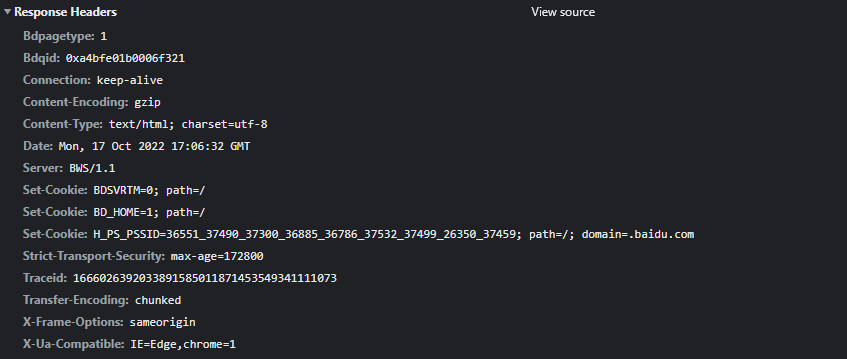 Response Headers View source
Bdpagetype: 1
Bdqid: 0xa4bfe01b0006f321
Connection: keep-alive
Content-Encoding: gzip
Content-Type: text/html; charset=utf-8
Date: Mon, 17 Oct 2022 17:06:32 GMT
Server: BWS/1.1
Set-Cookie: BDSVRTM=0; path=/
Set-Cookie: BD_HOME=1; path=/
Set-Cookie: H_PS_PSSID=36551_37490_37300_36885_36786_37532_37499_26350_37459; path=/; domain=.baidu.com
Strict-Transport-Security: max-age=172800
Traceid: 1666026392033891585011871453549341111073
Transfer-Encoding: chunked
X-Frame-Options: sameorigin
X-Ua-Compatible: IE=Edge,chrome=1